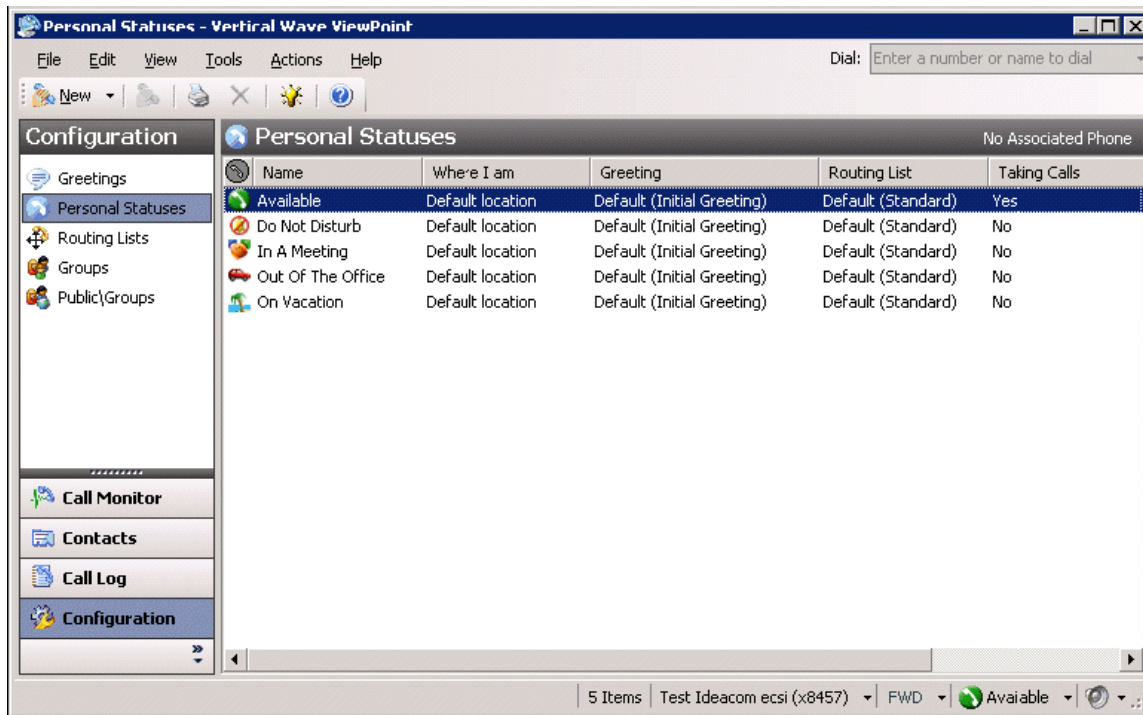 Personal Statuses - Vertical Wave ViewPoint
File Edit View Tools Actions Help Dial: Enter a number or name to dial
New
Configuration
Greetings
Personal Statuses
Routing Lists
Groups
Public\Groups
Call Monitor
Contacts
Call Log
Configuration
Personal Statuses No Associated Phone
Name Where I am Greeting Routing List Taking Calls
Available Default location Default (Initial Greeting) Default (Standard) Yes
Do Not Disturb Default location Default (Initial Greeting) Default (Standard) No
In A Meeting Default location Default (Initial Greeting) Default (Standard) No
Out Of The Office Default location Default (Initial Greeting) Default (Standard) No
On Vacation Default location Default (Initial Greeting) Default (Standard) No
5 Items Test Ideacom ecsi (x8457) FWD Avaiable